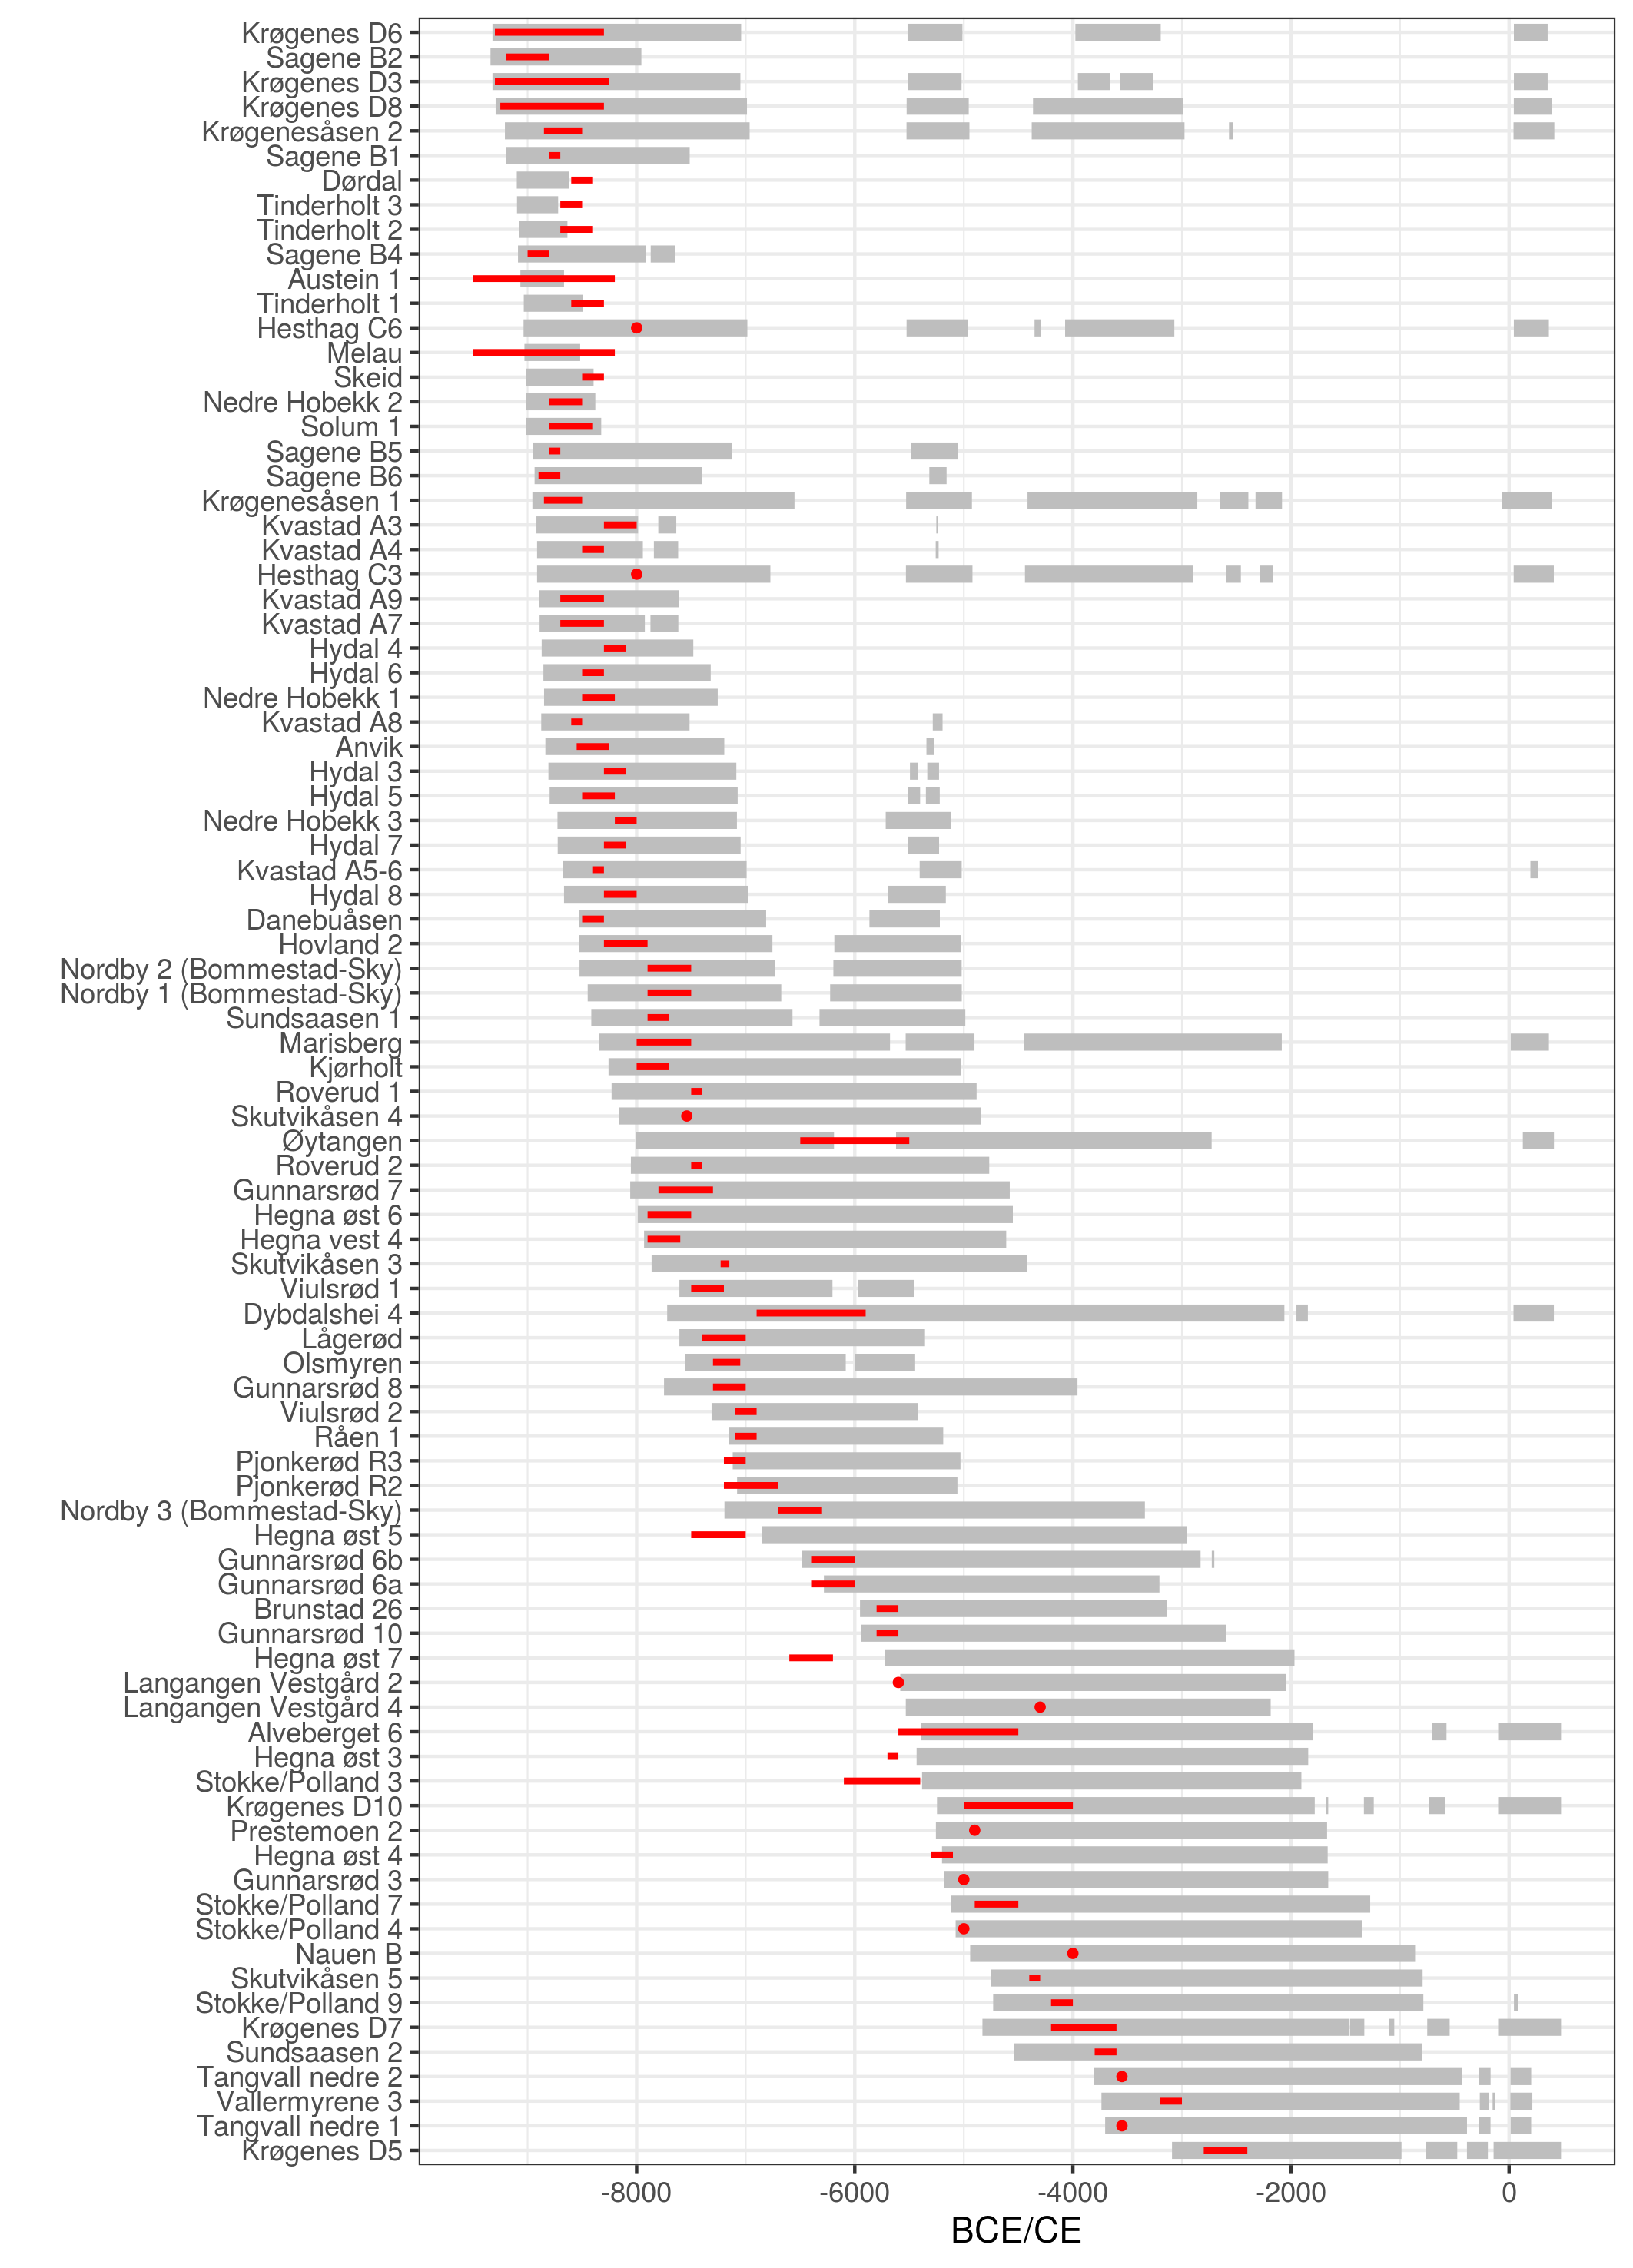 Krøgenes D6
Sagene B2
Krøgenes D3
Krøgenes D8
Krøgenesåsen 2
Sagene B1
Dørdal
Tinderholt 3
Tinderholt 2
Sagene B4
Austein 1
Tinderholt 1
Hesthag C6
Melau
Skeid
Nedre Hobekk 2
Solum 1
Sagene B5
Sagene B6
Krøgenesåsen 1
Kvastad A3
Kvastad A4
Hesthag C3
Kvastad A9
Kvastad A7
Hydal 4
Hydal 6
Nedre Hobekk 1
Kvastad A8
Anvik
Hydal 3
Hydal 5
Nedre Hobekk 3
Hydal 7
Kvastad A5-6
Hydal 8
Danebuåsen
Hovland 2
Nordby 2 (Bommestad-Sky)
Nordby 1 (Bommestad-Sky)
Sundsaasen 1
Marisberg
Kjørholt
Roverud 1
Skutvikåsen 4
Øytangen
Roverud 2
Gunnarsrød 7
Hegna øst 6
Hegna vest 4
Skutvikåsen 3
Viulsrød 1
Dybdalshei 4
Lågerød
Olsmyren
Gunnarsrød 8
Viulsrød 2
Råen 1
Pjonkerød R3
Pjonkerød R2
Nordby 3 (Bommestad-Sky)
Hegna øst 5
Gunnarsrød 6b
Gunnarsrød 6a
Brunstad 26
Gunnarsrød 10
Hegna øst 7
Langangen Vestgård 2
Langangen Vestgård 4
Alveberget 6
Hegna øst 3
Stokke/Polland 3
Krøgenes D10
Prestemoen 2
Hegna øst 4
Gunnarsrød 3
Stokke/Polland 7
Stokke/Polland 4
Nauen B
Skutvikåsen 5
Stokke/Polland 9
Krøgenes D7
Sundsaasen 2
Tangvall nedre 2
Vallermyrene 3
Tangvall nedre 1
Krøgenes D5
-8000 -6000 -4000 -2000 0
BCE/CE